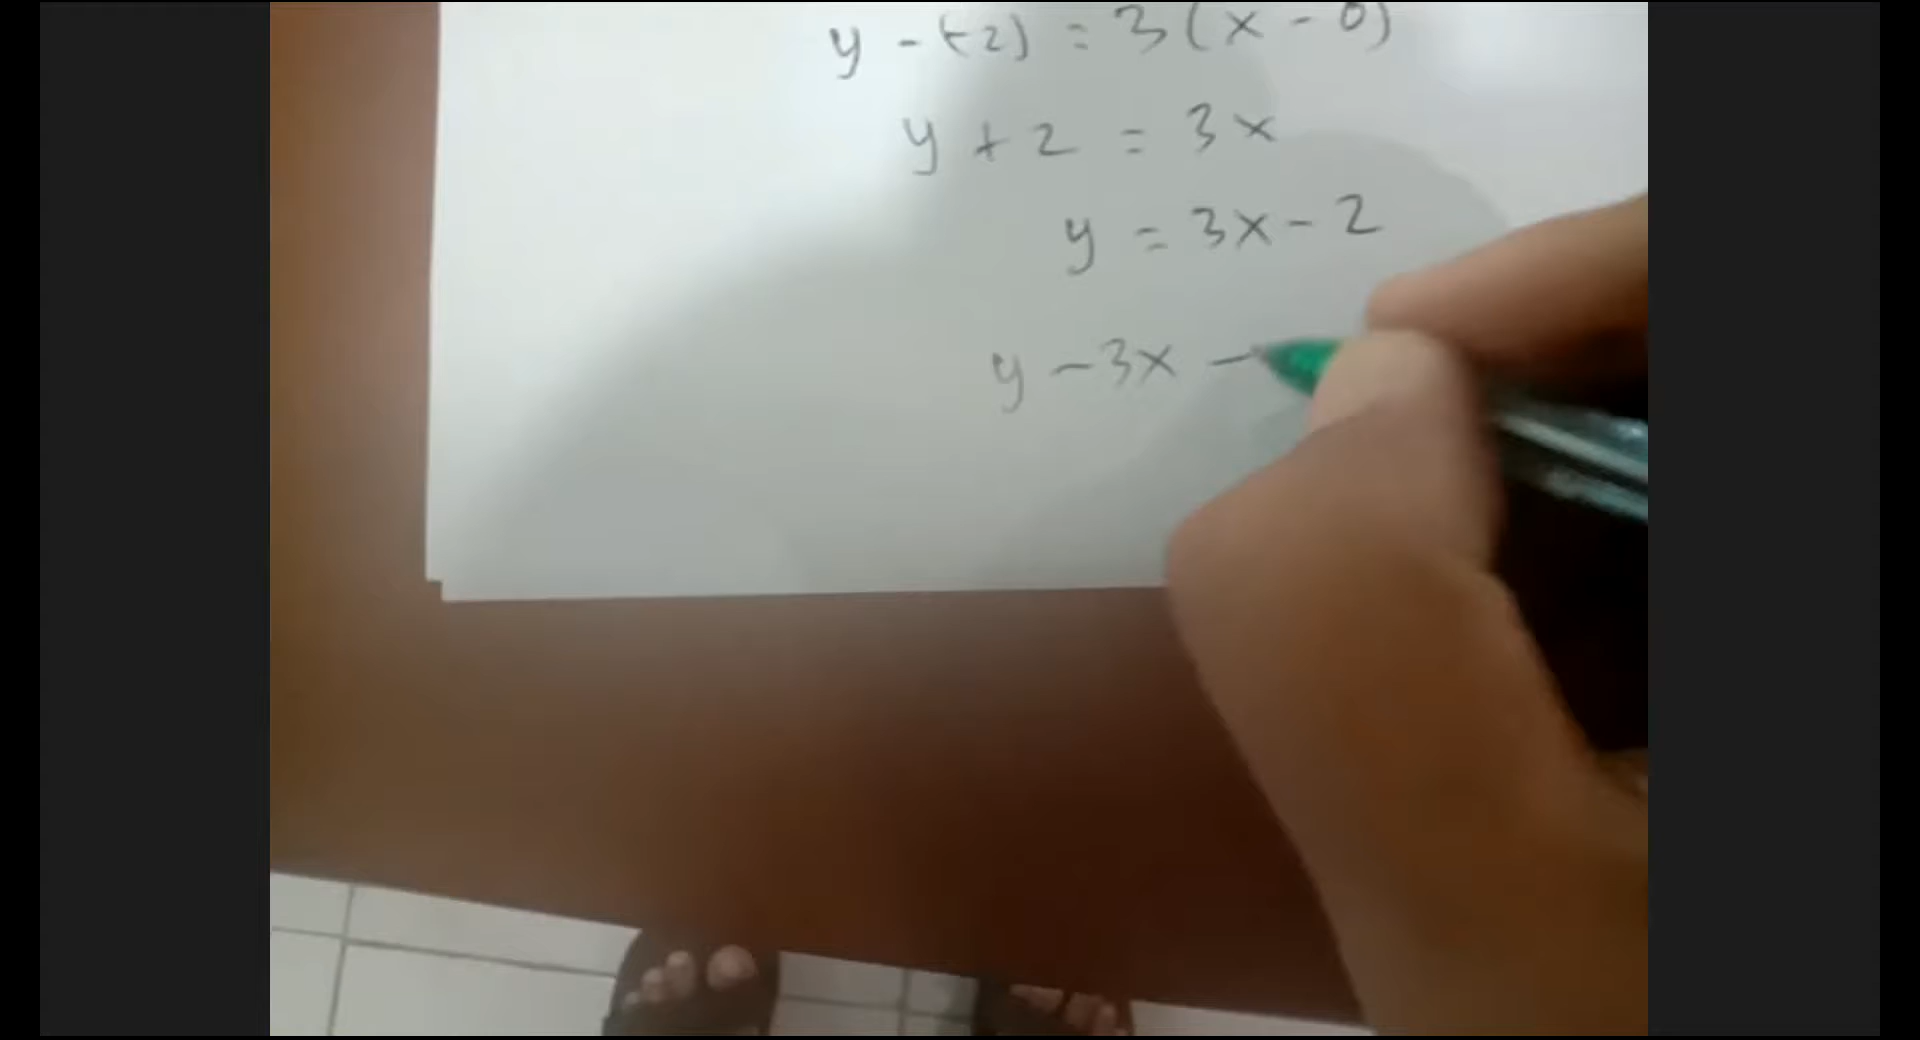 y - (-2) = 3(x - 0)
y + 2 = 3x
y = 3x - 2
y - 3x -